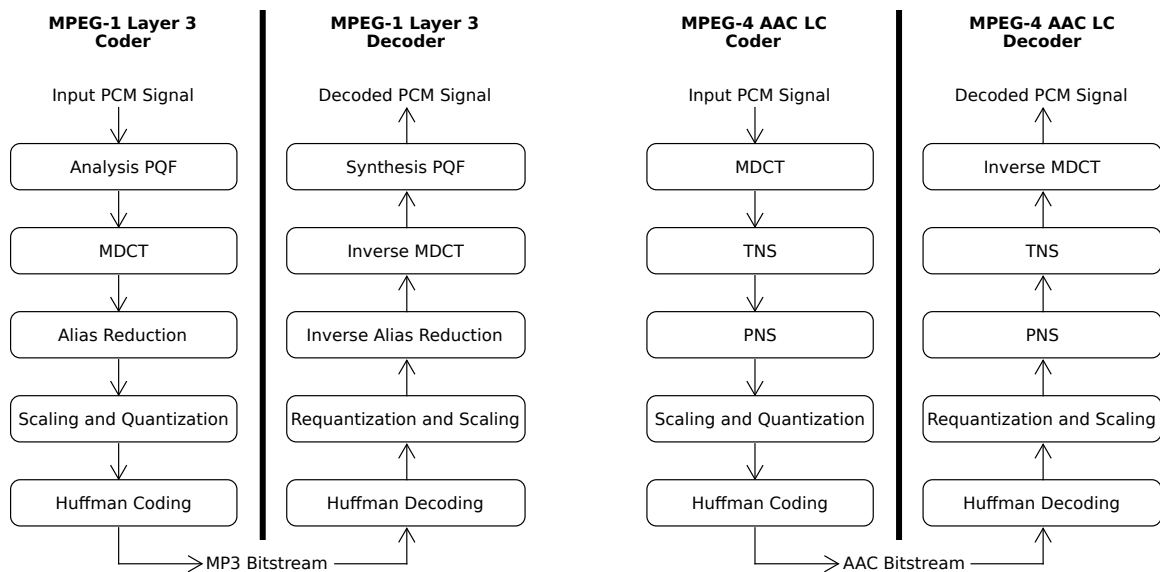 MPEG-1 Layer 3
Coder
Input PCM Signal
Analysis PQF
MDCT
Alias Reduction
Scaling and Quantization
Huffman Coding
MP3 Bitstream
MPEG-1 Layer 3
Decoder
Decoded PCM Signal
Synthesis PQF
Inverse MDCT
Inverse Alias Reduction
Requantization and Scaling
Huffman Decoding
MPEG-4 AAC LC
Coder
Input PCM Signal
MDCT
TNS
PNS
Scaling and Quantization
Huffman Coding
AAC Bitstream
MPEG-4 AAC LC
Decoder
Decoded PCM Signal
Inverse MDCT
TNS
PNS
Requantization and Scaling
Huffman Decoding